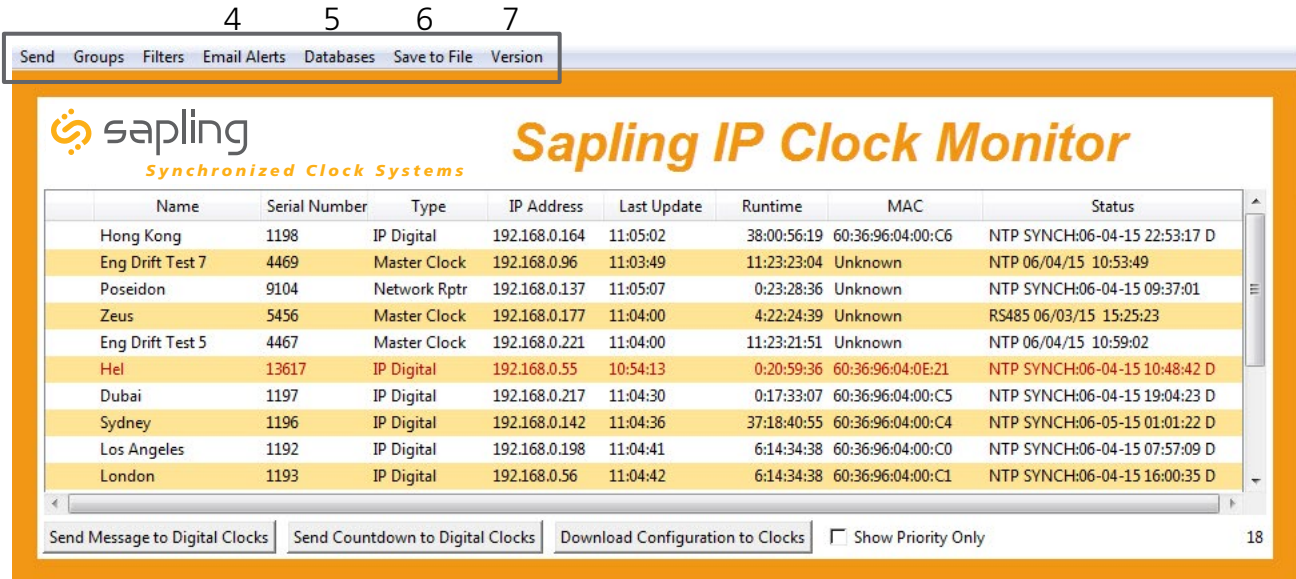 4 5 6 7
Send Groups Filters Email Alerts Databases Save to File Version
sapling
Synchronized Clock Systems
Sapling IP Clock Monitor
Name Serial Number Type IP Address Last Update Runtime MAC Status
Hong Kong 1198 IP Digital 192.168.0.164 11:05:02 38:00:56:19 60:36:96:04:00:C6 NTP SYNCH:06-04-15 22:53:17 D
Eng Drift Test 7 4469 Master Clock 192.168.0.96 11:03:49 11:23:23:04 Unknown NTP 06/04/15 10:53:49
Poseidon 9104 Network Rptr 192.168.0.137 11:05:07 0:23:28:36 Unknown NTP SYNCH:06-04-15 09:37:01
Zeus 5456 Master Clock 192.168.0.177 11:04:00 4:22:24:39 Unknown RS485 06/03/15 15:25:23
Eng Drift Test 5 4467 Master Clock 192.168.0.221 11:04:00 11:23:21:51 Unknown NTP 06/04/15 10:59:02
Hel 13617 IP Digital 192.168.0.55 10:54:13 0:20:59:36 60:36:96:04:0E:21 NTP SYNCH:06-04-15 10:48:42 D
Dubai 1197 IP Digital 192.168.0.217 11:04:30 0:17:33:07 60:36:96:04:00:C5 NTP SYNCH:06-04-15 19:04:23 D
Sydney 1196 IP Digital 192.168.0.142 11:04:36 37:18:40:55 60:36:96:04:00:C4 NTP SYNCH:06-05-15 01:01:22 D
Los Angeles 1192 IP Digital 192.168.0.198 11:04:41 6:14:34:38 60:36:96:04:00:C0 NTP SYNCH:06-04-15 07:57:09 D
London 1193 IP Digital 192.168.0.56 11:04:42 6:14:34:38 60:36:96:04:00:C1 NTP SYNCH:06-04-15 16:00:35 D
Send Message to Digital Clocks Send Countdown to Digital Clocks Download Configuration to Clocks Show Priority Only 18